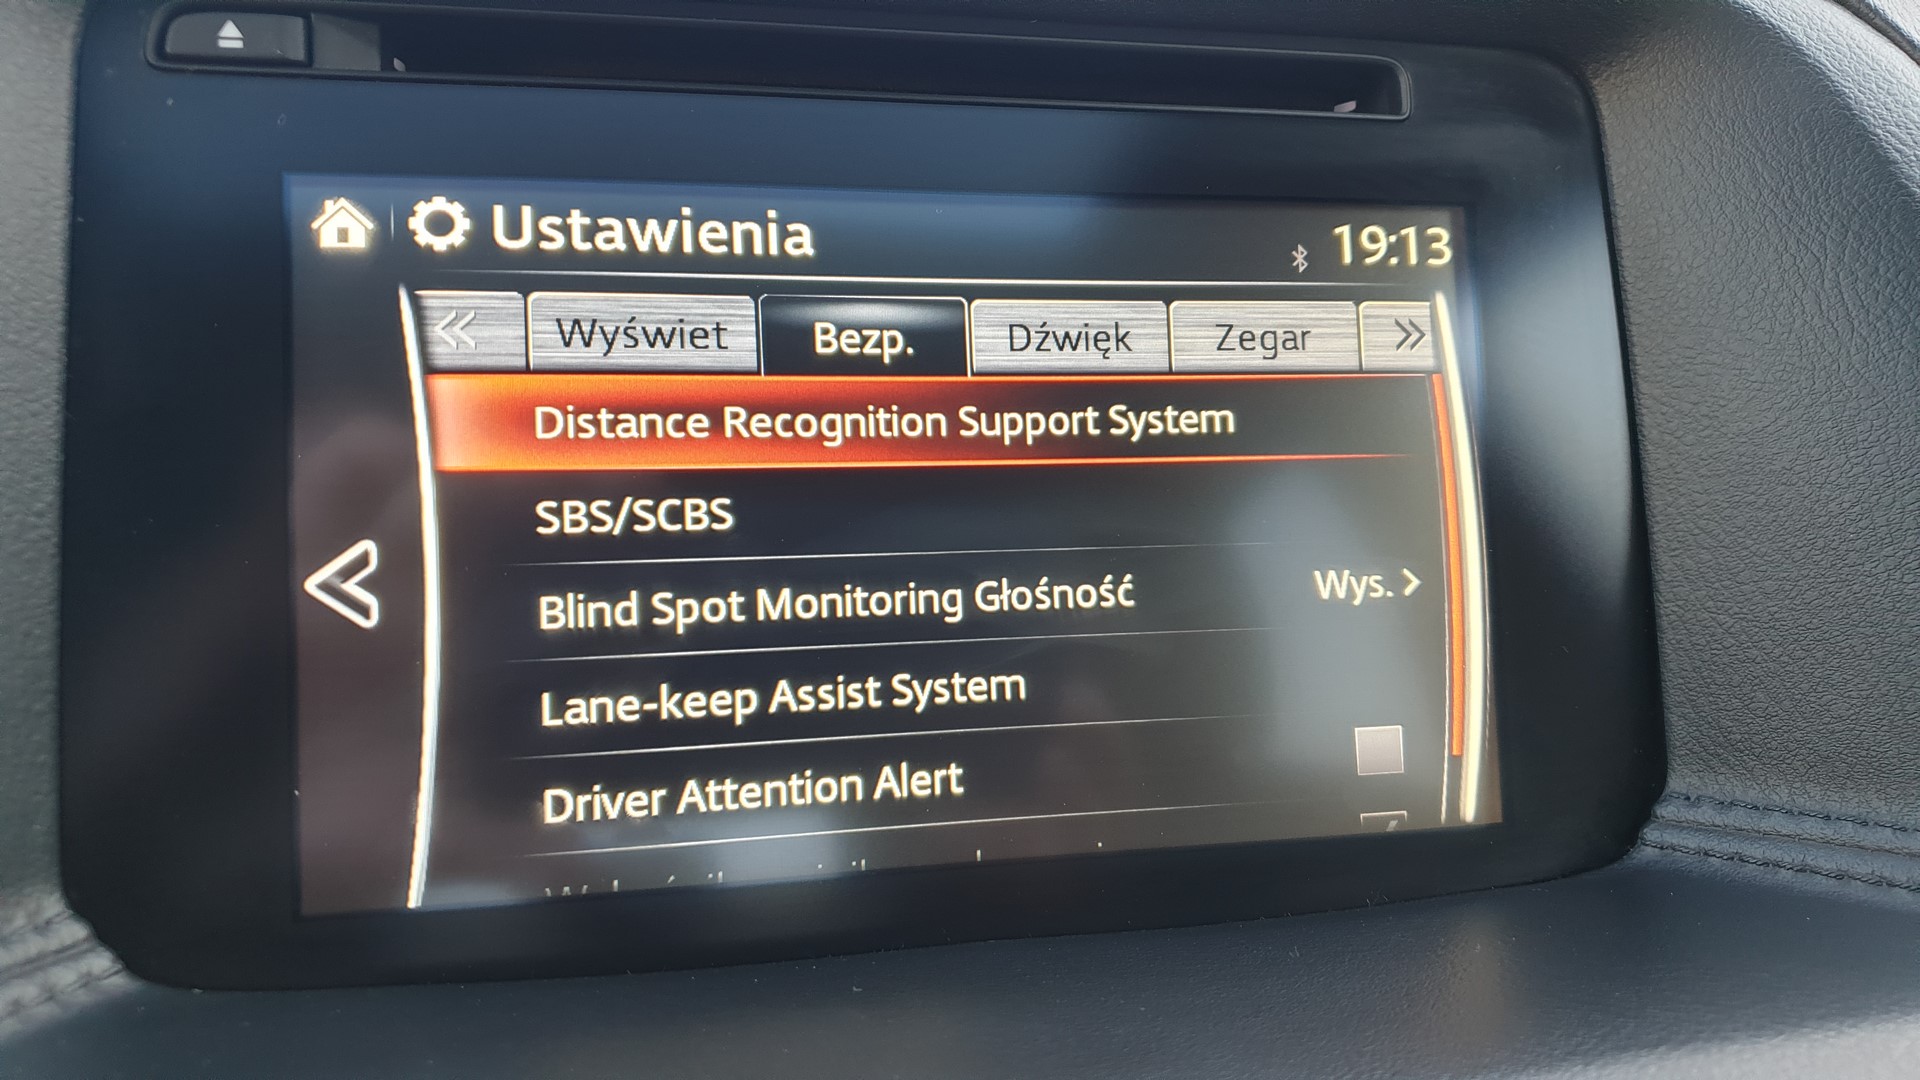 Ustawienia
19:13
Wyświet
Bezp.
Dźwięk
Zegar
Distance Recognition Support System
SBS/SCBS
Blind Spot Monitoring Głośność
Wys.
Lane-keep Assist System
Driver Attention Alert